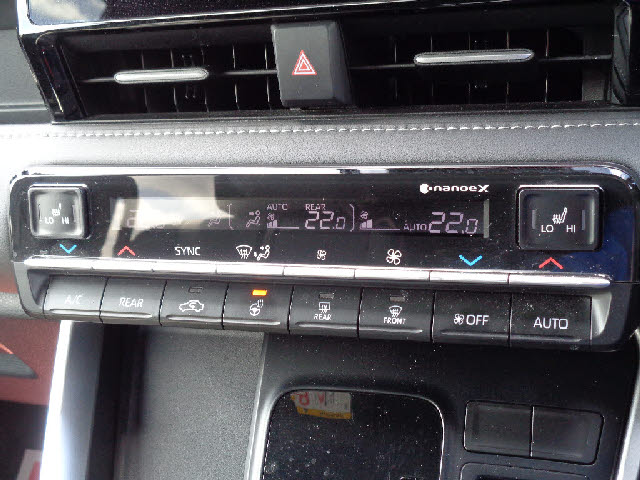 nanoeX
AUTO REAR
22.0 AUTO 22.0
LO HI
LO HI
SYNC
A/C REAR REAR FRONT OFF AUTO